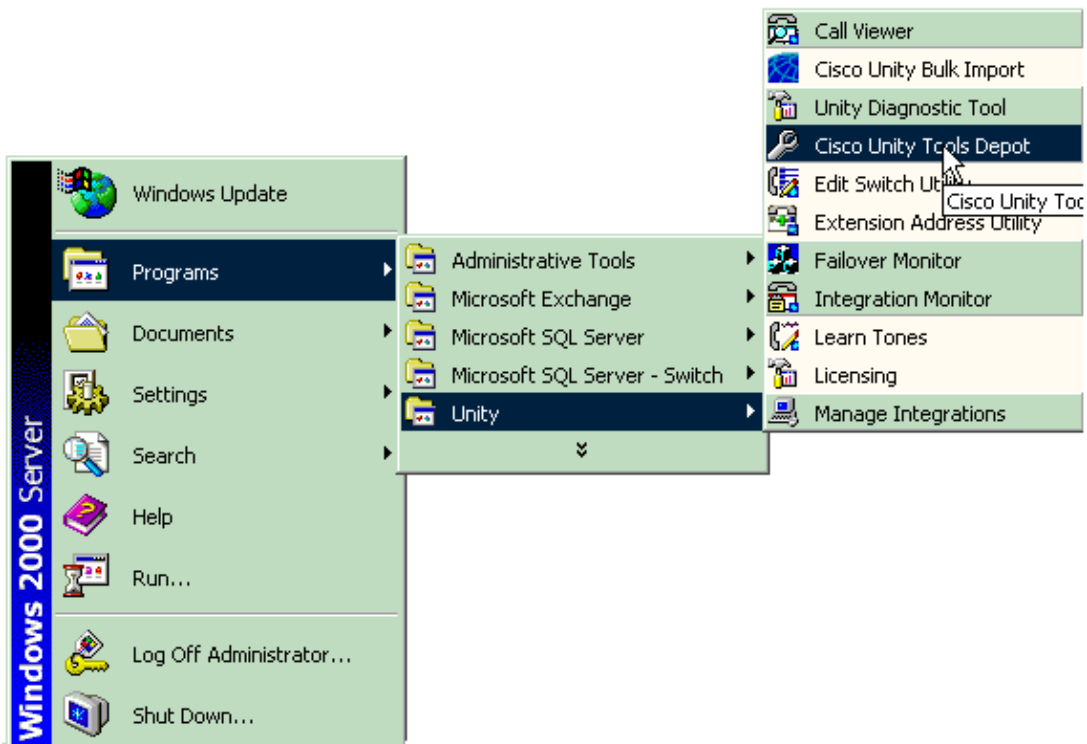 Call Viewer
Cisco Unity Bulk Import
Unity Diagnostic Tool
Cisco Unity Tools Depot
Edit Switch Utility
Cisco Unity Too
Extension Address Utility
Failover Monitor
Integration Monitor
Learn Tones
Licensing
Manage Integrations
Administrative Tools
Microsoft Exchange
Microsoft SQL Server
Microsoft SQL Server - Switch
Unity
Windows Update
Programs
Documents
Settings
Search
Help
Run...
Log Off Administrator...
Shut Down...
Windows 2000 Server